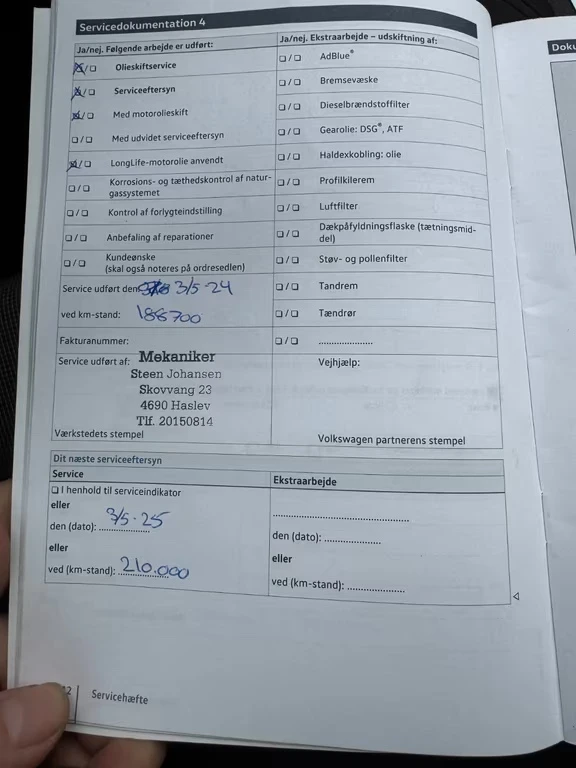 Servicedokumentation 4
Ja/nej. Følgende arbejde er udført:
❏/❏ Olieskiftservice
❏/❏ Serviceeftersyn
❏/❏ Med motorolieskift
❏/❏ Med udvidet serviceeftersyn
❏/❏ LongLife-motorolie anvendt
❏/❏ Korrosions- og tæthedskontrol af natur-
gassystemet
❏/❏ Kontrol af forlygteindstilling
❏/❏ Anbefaling af reparationer
❏/❏ Kundeønske
(skal også noteres på ordresedlen)
Service udført den: 3/5-24
ved km-stand: 188700
Fakturanummer:
Service udført af: Mekaniker
Steen Johansen
Skovvang 23
4690 Haslev
Tlf. 20150814
Værkstedets stempel
Ja/nej. Ekstraarbejde – udskiftning af:
❏/❏ AdBlue®
❏/❏ Bremsevæske
❏/❏ Dieselbrændstoffilter
❏/❏ Gearolie: DSG®, ATF
❏/❏ Haldexkobling: olie
❏/❏ Profilkilerem
❏/❏ Luftfilter
❏/❏ Dækpåfyldningsflaske (tætningsmid-
del)
❏/❏ Støv- og pollenfilter
❏/❏ Tandrem
❏/❏ Tændrør
❏/❏ .....................
Vejhjælp:
Volkswagen partnerens stempel
Dit næste serviceeftersyn
Service
❏ I henhold til serviceindikator
eller
den (dato): 3/5-25
eller
ved (km-stand): 210.000
Ekstraarbejde
.....................................................
den (dato): ......................
eller
ved (km-stand): ......................
Servicehæfte
Doku